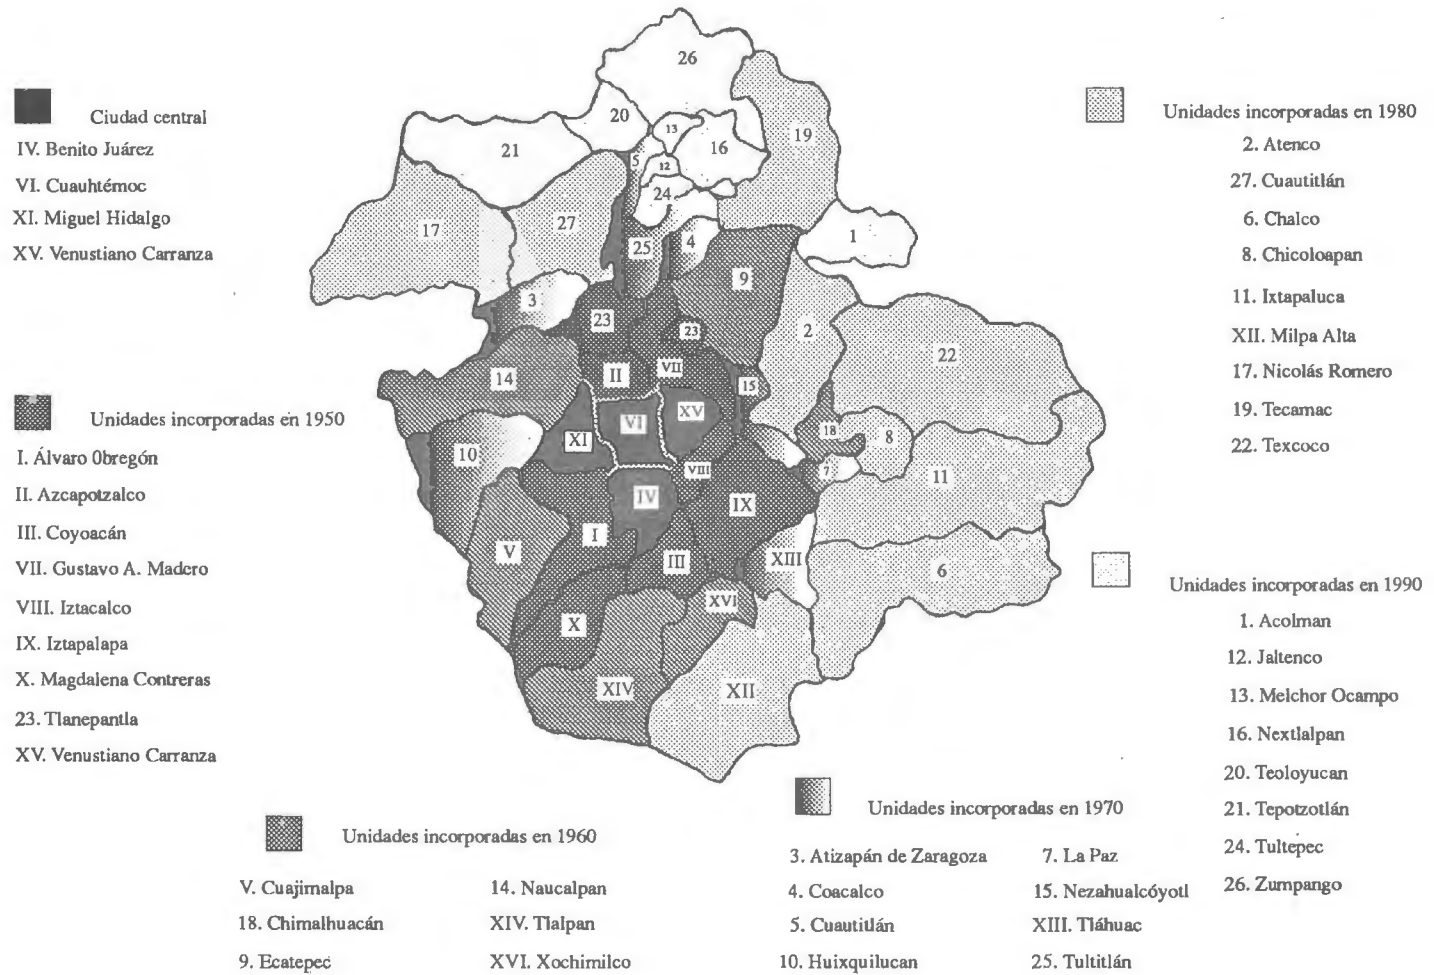 Ciudad central
IV. Benito Juárez
VI. Cuauhtémoc
XI. Miguel Hidalgo
XV. Venustiano Carranza
Unidades incorporadas en 1950
I. Álvaro Obregón
II. Azcapotzalco
III. Coyoacán
VII. Gustavo A. Madero
VIII. Iztacalco
IX. Iztapalapa
X. Magdalena Contreras
23. Tlanepantla
XV. Venustiano Carranza
Unidades incorporadas en 1960
V. Cuajimalpa
18. Chimalhuacán
9. Ecatepec
14. Naucalpan
XIV. Tlalpan
XVI. Xochimilco
Unidades incorporadas en 1970
3. Atizapán de Zaragoza
4. Coacalco
5. Cuautitlán
10. Huixquilucan
7. La Paz
15. Nezahualcóyotl
XIII. Tláhuac
25. Tultitlán
Unidades incorporadas en 1980
2. Atenco
27. Cuautitlán
6. Chalco
8. Chicoloapan
11. Ixtapaluca
XII. Milpa Alta
17. Nicolás Romero
19. Tecamac
22. Texcoco
Unidades incorporadas en 1990
1. Acolman
12. Jaltenco
13. Melchor Ocampo
16. Nextlalpan
20. Teoloyucan
21. Tepotzotlán
24. Tultepec
26. Zumpango
26
20
13
19
21
16
5
12
24
17
27
25
4
1
9
3
23
23
2
22
14
II
VII
15
VI
XV
XI
18
8
10
VIII
7
11
IV
IX
I
V
III
XIII
6
XVI
X
XIV
XII